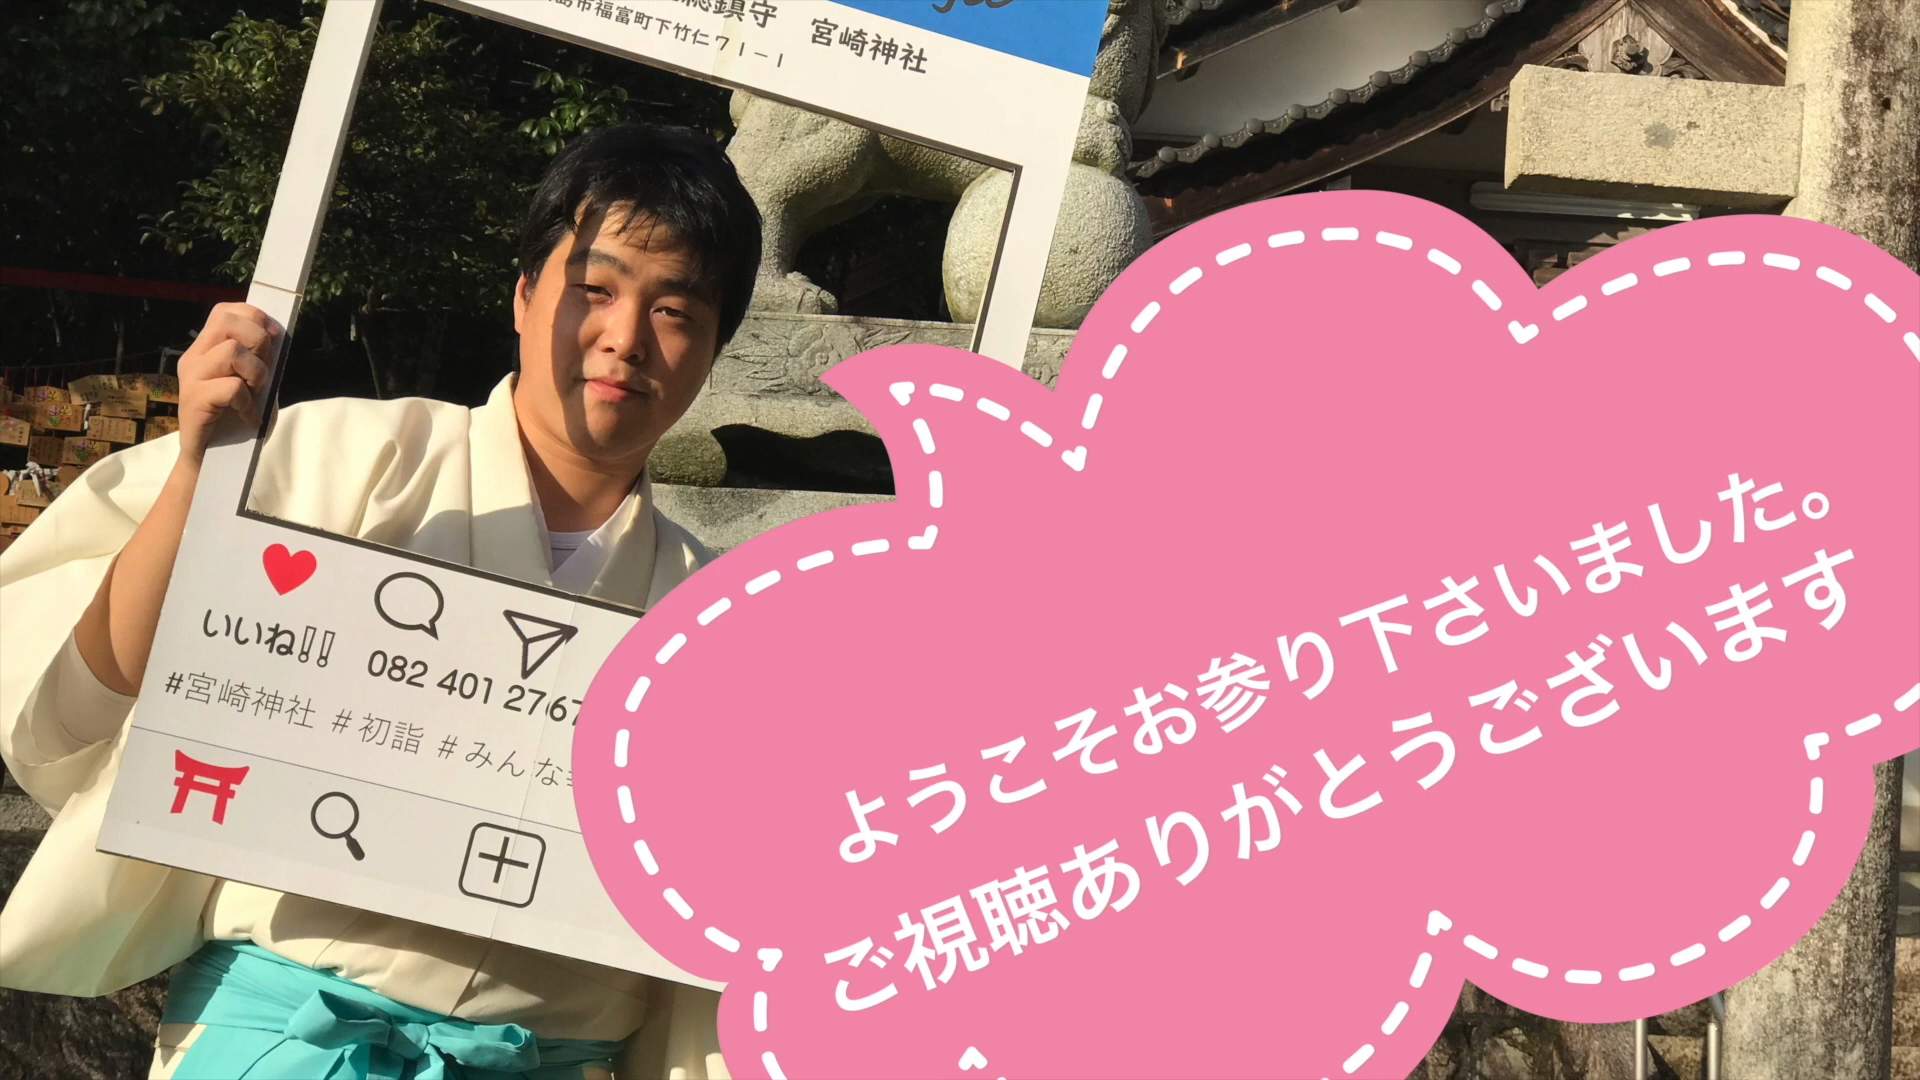 島市福富町下竹仁71-1
総鎮守 宮崎神社
いいね!!
082 401 2767
#宮崎神社 #初詣 #みんな
ようこそお参り下さいました。
ご視聴ありがとうございます